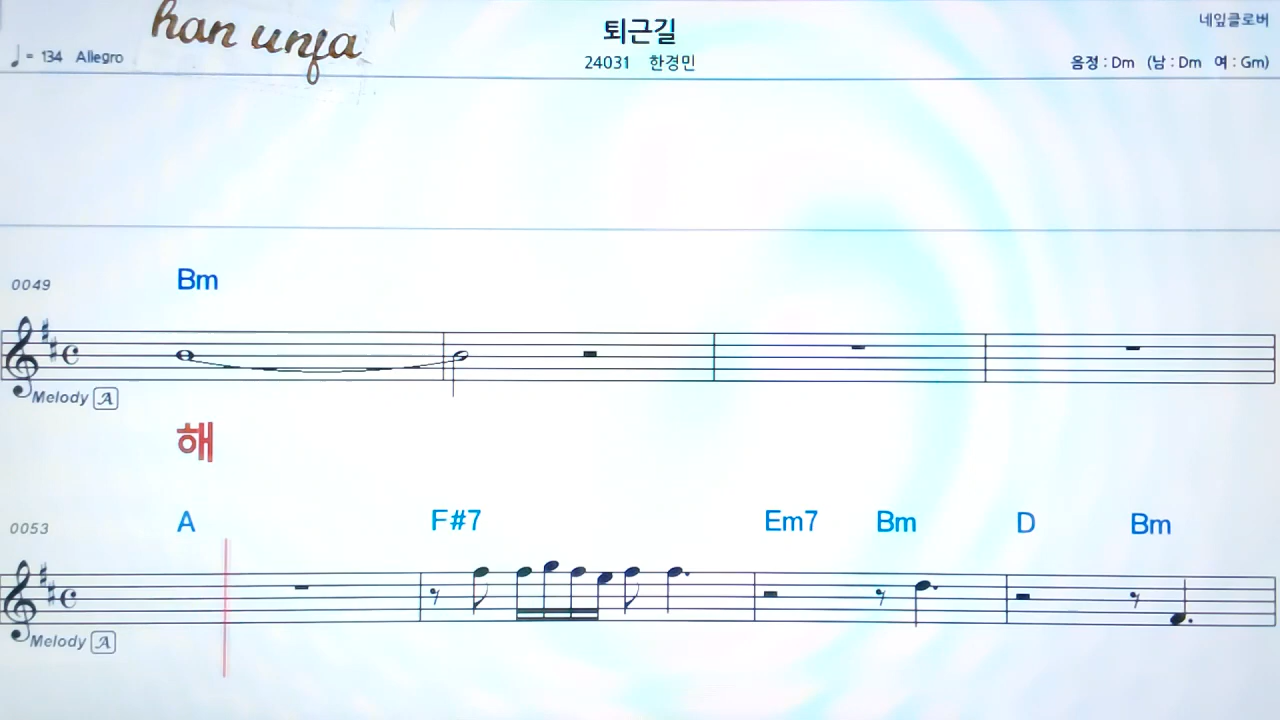 han unfa
퇴근길
네잎클로버
♩= 134 Allegro
24031 한경민
음정 : Dm (남 : Dm 여 : Gm)
0049
Bm
Melody A
해
0053
A F#7 Em7 Bm D Bm
Melody A